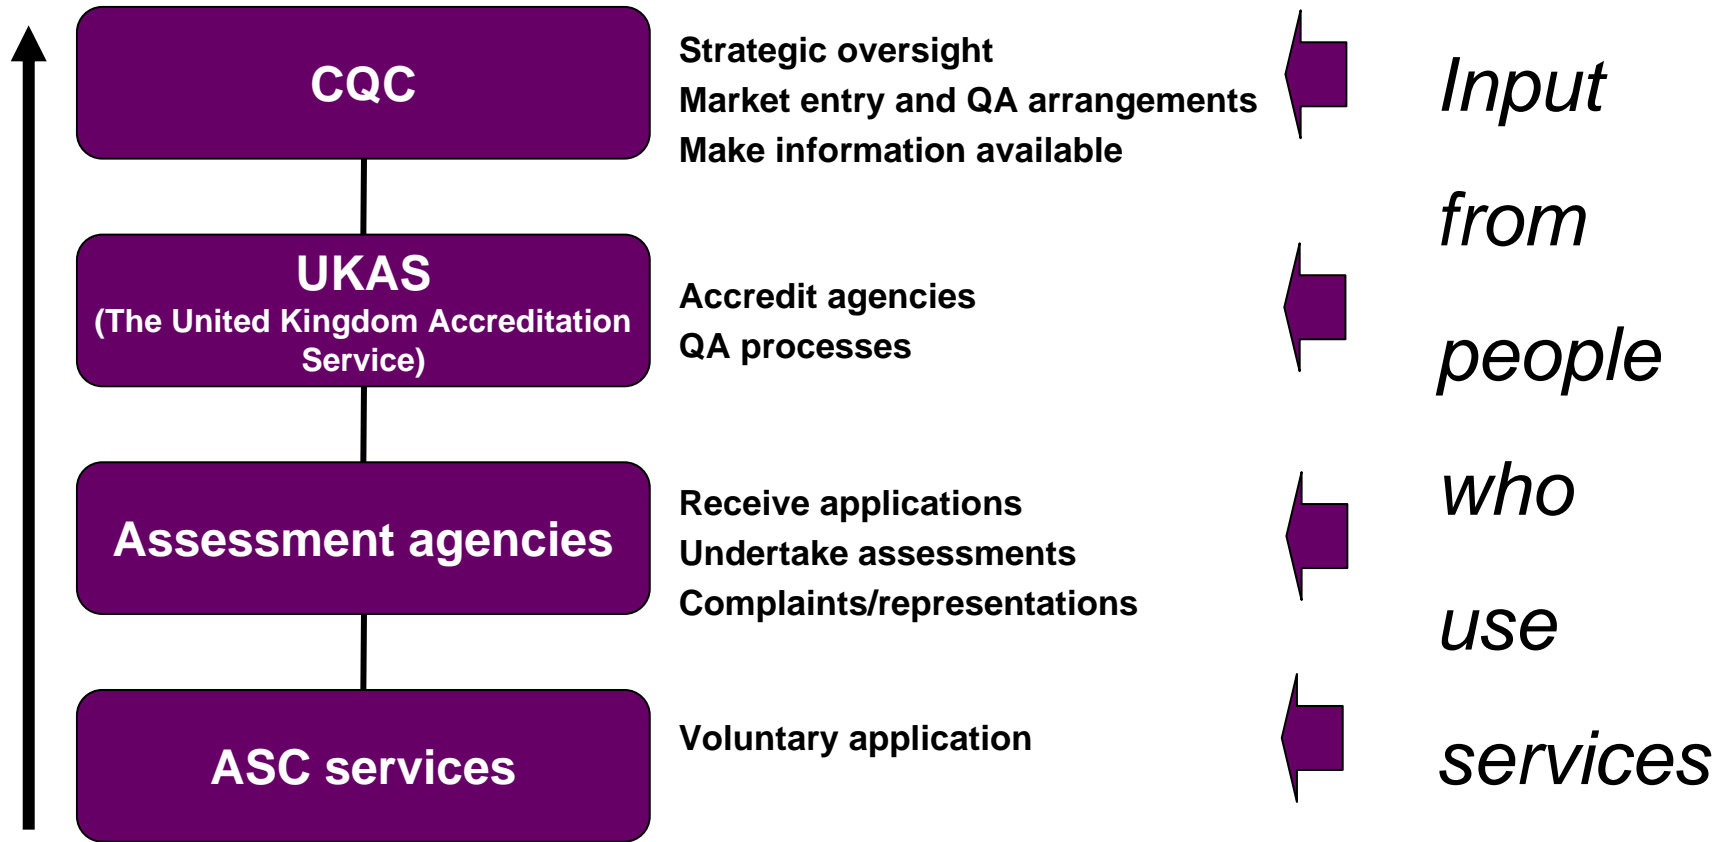 CQC
Strategic oversight
Market entry and QA arrangements
Make information available
UKAS
(The United Kingdom Accreditation
Service)
Accredit agencies
QA processes
Assessment agencies
Receive applications
Undertake assessments
Complaints/representations
ASC services
Voluntary application
Input
from
people
who
use
services